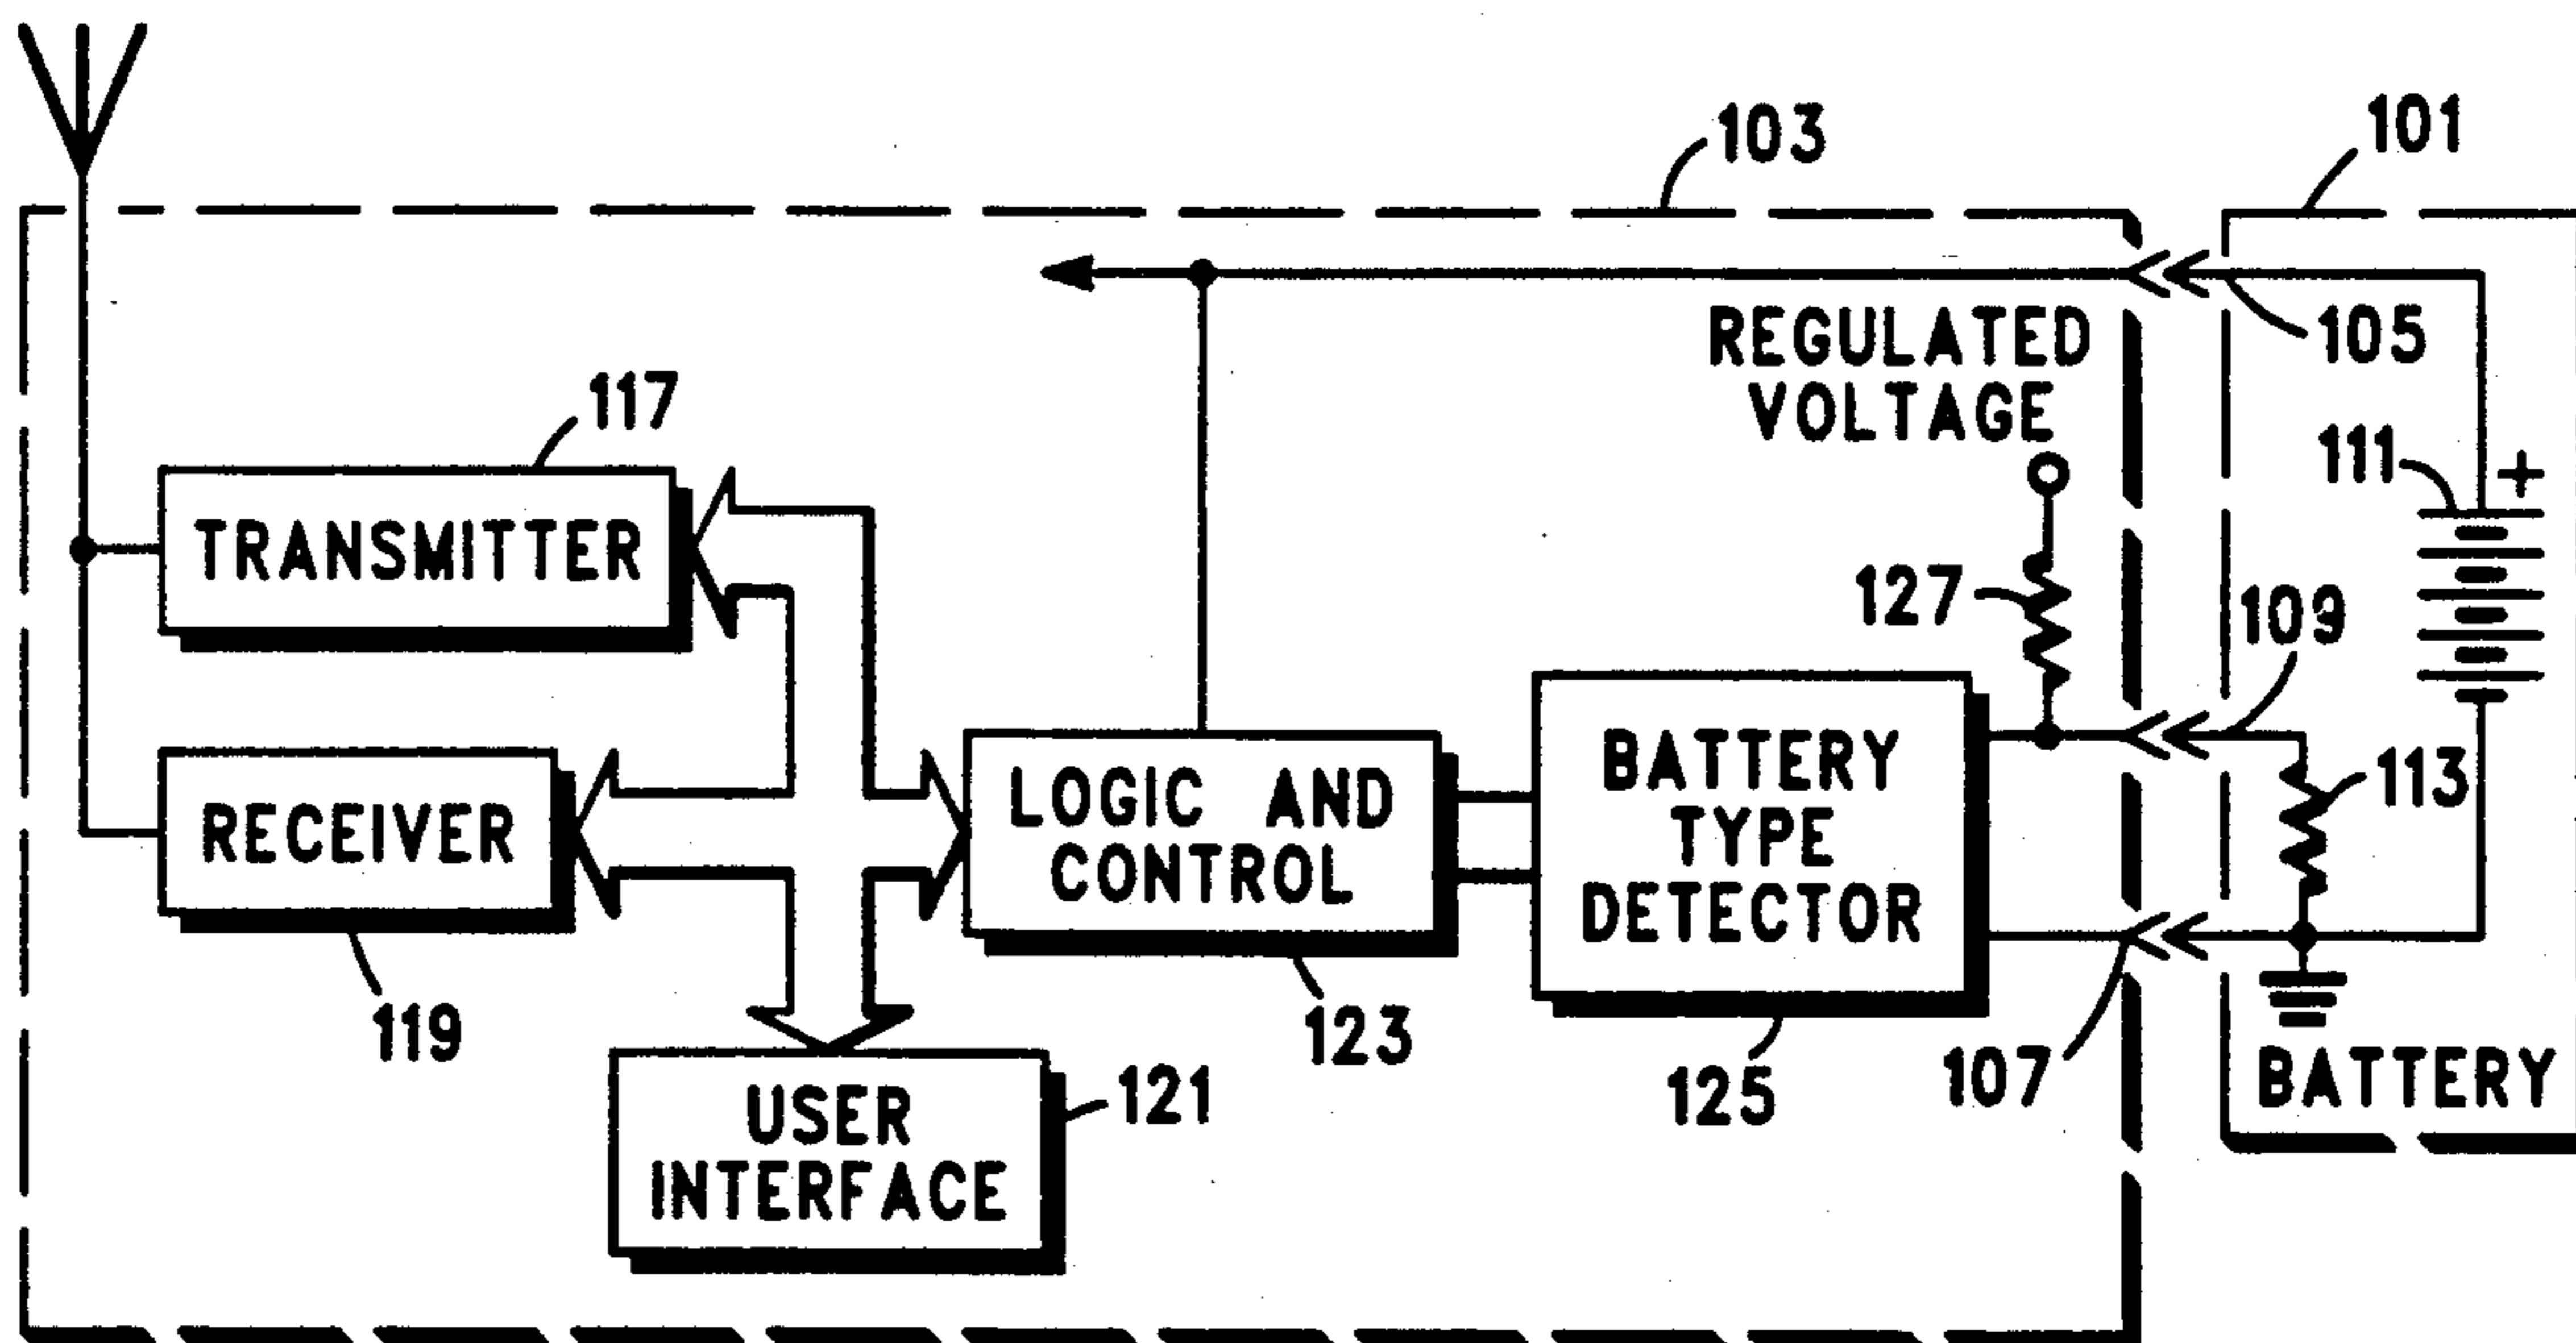 103
101
REGULATED
VOLTAGE
105
117
111
+
TRANSMITTER
127
109
RECEIVER
LOGIC AND
CONTROL
BATTERY
TYPE
DETECTOR
113
119
123
125
107
BATTERY
USER
INTERFACE
121